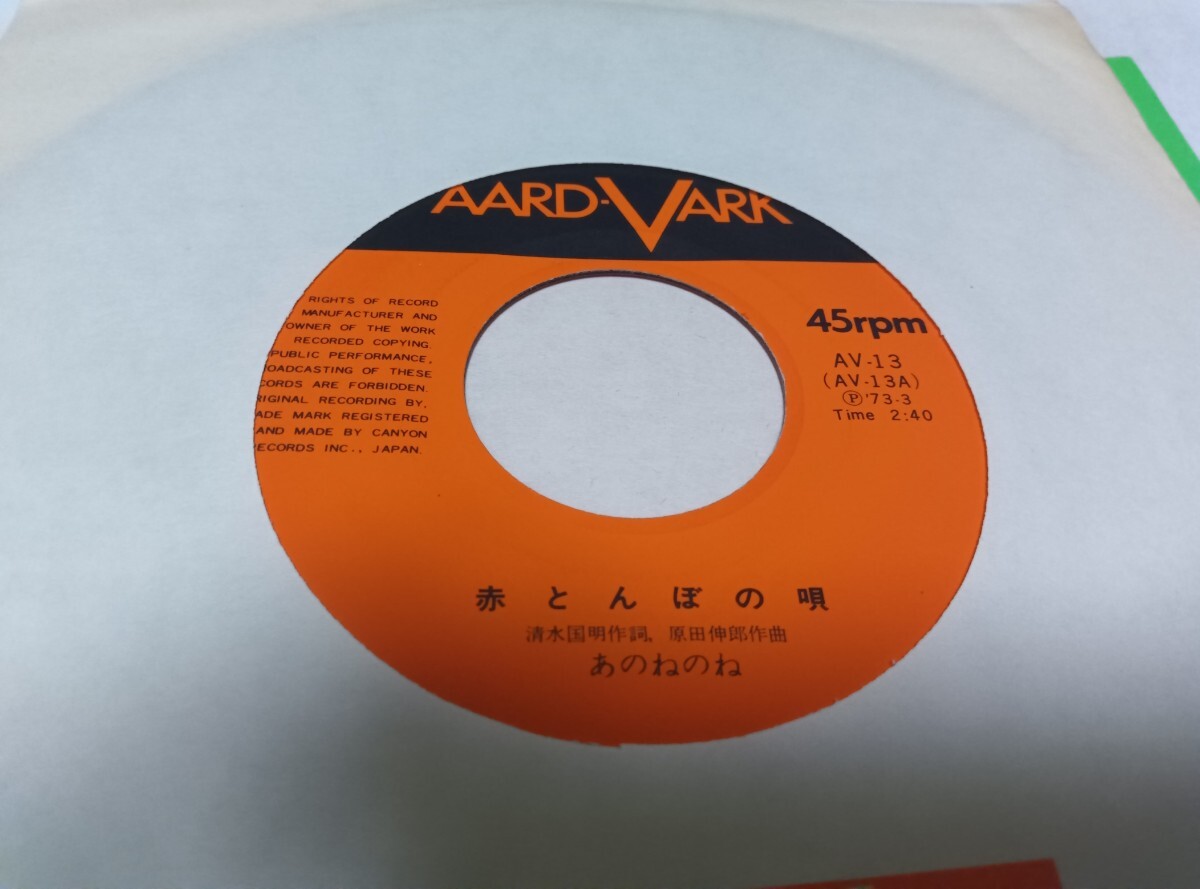 AARD-VARK
RIGHTS OF RECORD
MANUFACTURER AND
OWNER OF THE WORK
RECORDED COPYING.
PUBLIC PERFORMANCE,
OADCASTING OF THESE
CORDS ARE FORBIDDEN.
RIGINAL RECORDING BY,
ADE MARK REGISTERED
AND MADE BY CANYON
ECORDS INC., JAPAN.
45rpm
AV-13
(AV-13A)
Ⓟ'73-3
Time 2:40
赤とんぼの唄
清水国明作詞、原田伸郎作曲
あのねのね